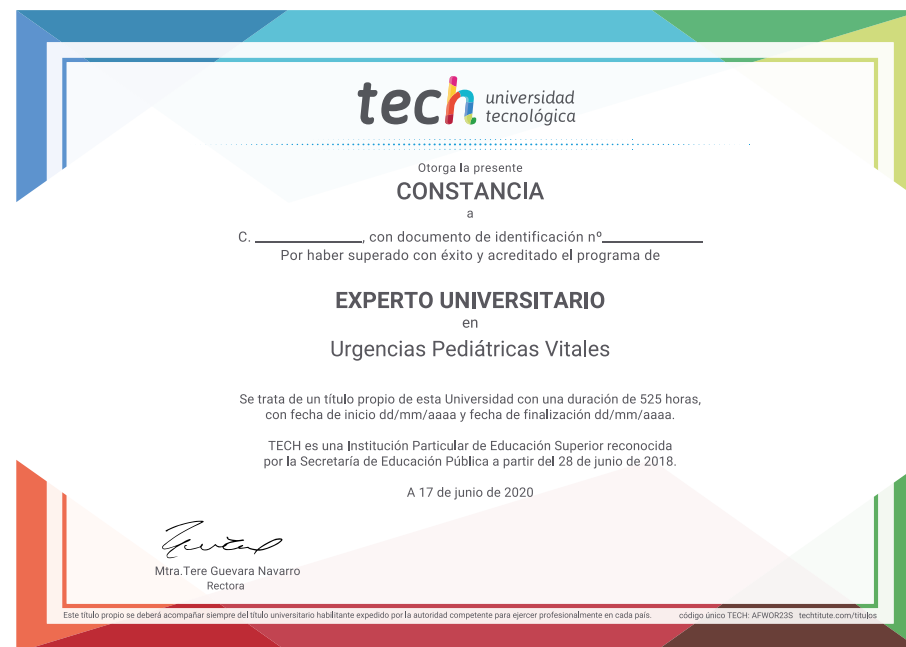 tech universidad
tecnológica
Otorga la presente
CONSTANCIA
a
C. ____________, con documento de identificación nº____________
Por haber superado con éxito y acreditado el programa de
EXPERTO UNIVERSITARIO
en
Urgencias Pediátricas Vitales
Se trata de un título propio de esta Universidad con una duración de 525 horas,
con fecha de inicio dd/mm/aaaa y fecha de finalización dd/mm/aaaa.
TECH es una Institución Particular de Educación Superior reconocida
por la Secretaría de Educación Pública a partir del 28 de junio de 2018.
A 17 de junio de 2020
Mtra.Tere Guevara Navarro
Rectora
Este título propio se deberá acompañar siempre del título universitario habilitante expedido por la autoridad competente para ejercer profesionalmente en cada país. código único TECH: AFWOR23S techtitute.com/titulos